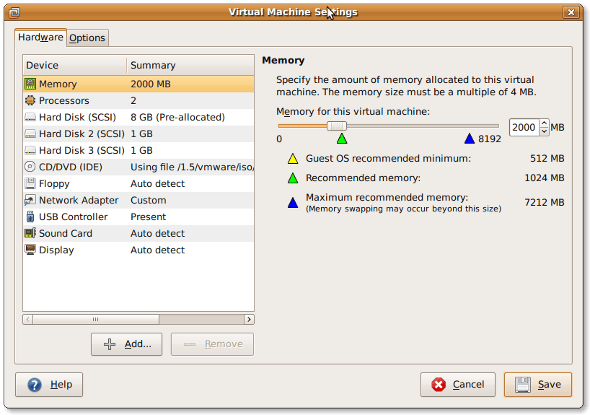 Virtual Machine Settings
Hardware Options
Device Summary
Memory 2000 MB
Processors 2
Hard Disk (SCSI) 8 GB (Pre-allocated)
Hard Disk 2 (SCSI) 1 GB
Hard Disk 3 (SCSI) 1 GB
CD/DVD (IDE) Using file /1.5/vmware/iso/
Floppy Auto detect
Network Adapter Custom
USB Controller Present
Sound Card Auto detect
Display Auto detect
Add... Remove
Memory
Specify the amount of memory allocated to this virtual
machine. The memory size must be a multiple of 4 MB.
Memory for this virtual machine:
0 8192 2000 MB
Guest OS recommended minimum: 512 MB
Recommended memory: 1024 MB
Maximum recommended memory: 7212 MB
(Memory swapping may occur beyond this size)
Help Cancel Save